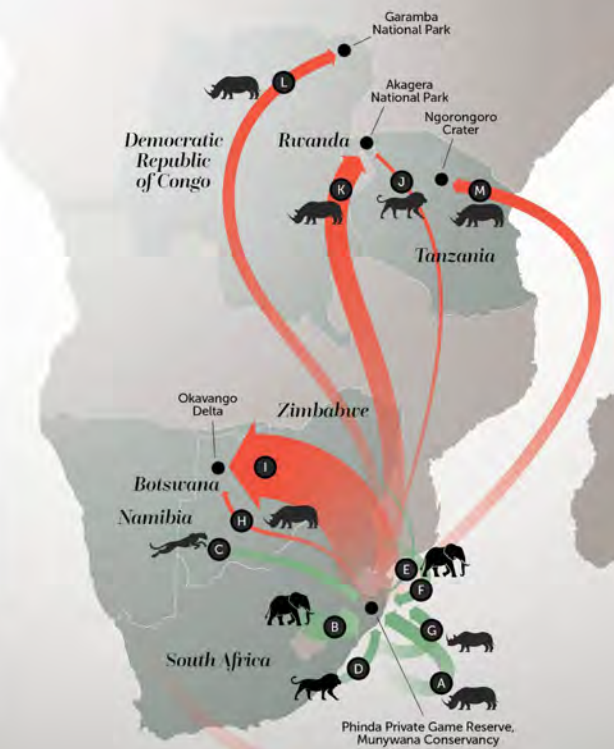 Garamba
National Park
L
Akagera
National Park
Ngorongoro
Crater
Democratic
Republic
of Congo
Rwanda
K
J
M
Tanzania
Okavango
Delta
Zimbabwe
I
Botswana
Namibia
H
C
E
F
B
G
South Africa
D
A
Phinda Private Game Reserve,
Munywana Conservancy